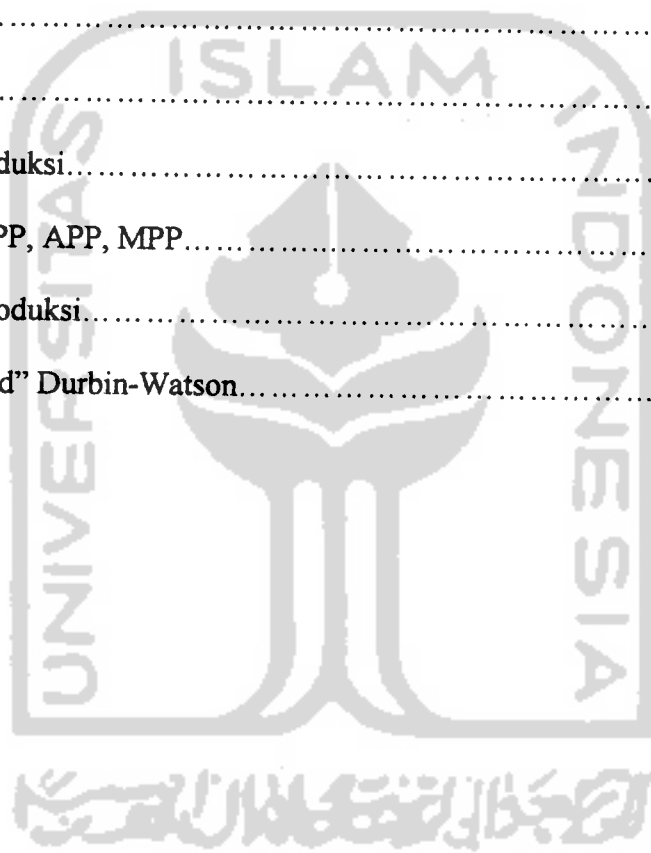 ………………………………………………
ISLAM
………………………………………………
duksi………………………………………
PP, APP, MPP……………………………
oduksi………………………………………
d” Durbin-Watson………………………
UNIVERSITAS
INDONESIA